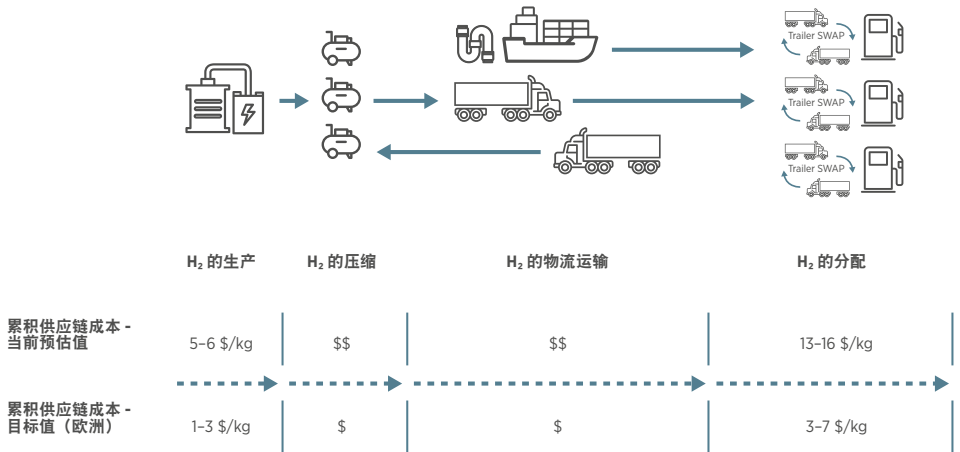 Trailer SWAP
Trailer SWAP
Trailer SWAP
H₂ 的生产 H₂ 的压缩 H₂ 的物流运输 H₂ 的分配
累积供应链成本 -
当前预估值
5–6 $/kg $$ $$ 13–16 $/kg
累积供应链成本 -
目标值（欧洲）
1–3 $/kg $ $ 3–7 $/kg